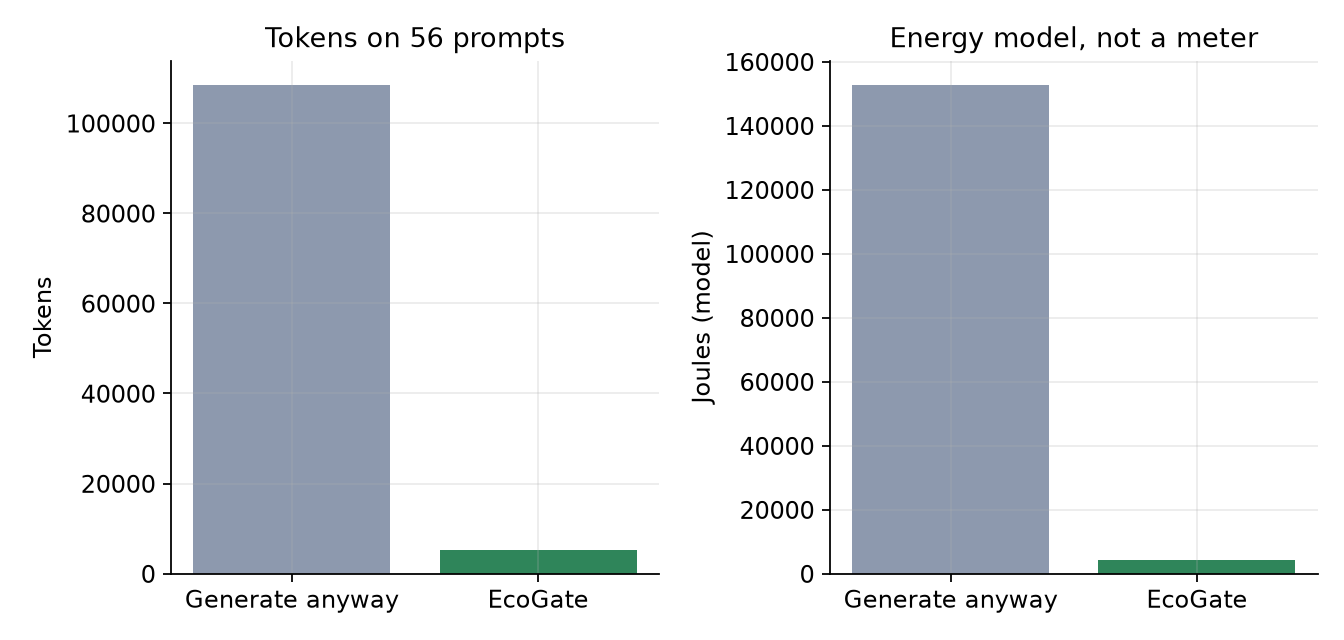 Tokens on 56 prompts
Tokens
100000
80000
60000
40000
20000
0
Generate anyway
EcoGate
Energy model, not a meter
Joules (model)
160000
140000
120000
100000
80000
60000
40000
20000
0
Generate anyway
EcoGate